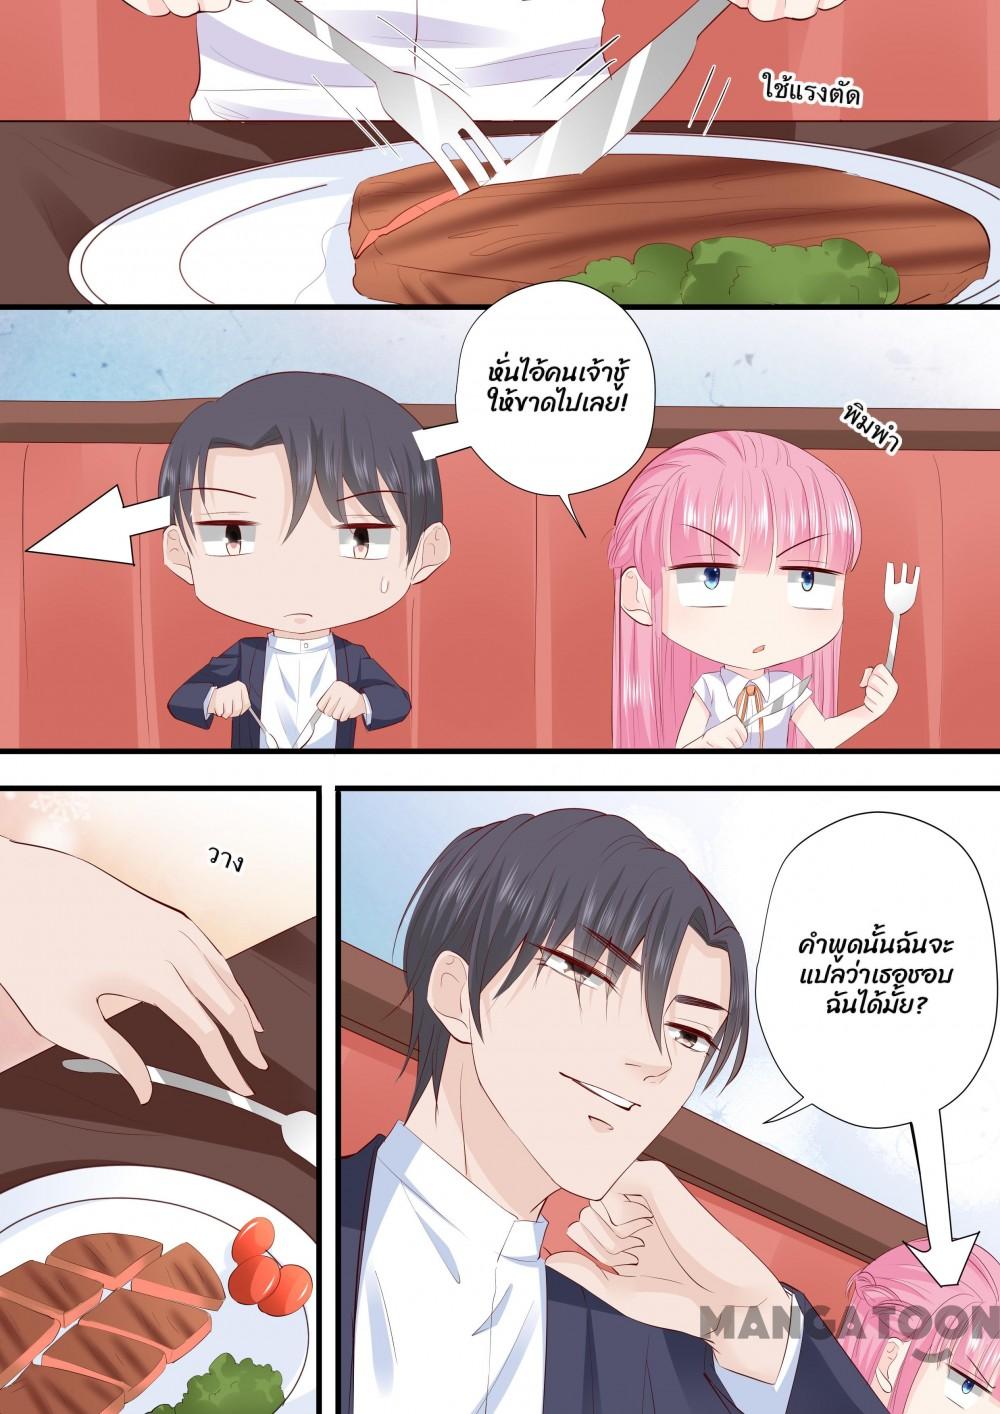 ใช้แรงตัด
หั่นไอ้คนเจ้าชู้
ให้ขาดไปเลย!
พิมพำ
วาง
คำพูดนั้นฉันจะ
แปลว่าเธอชอบ
ฉันได้มั้ย?
MANGATOON